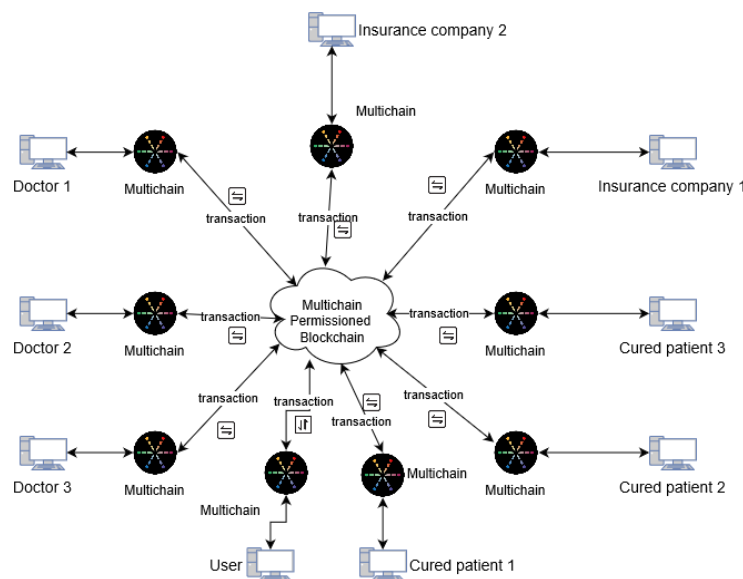 Insurance company 2
Multichain
Doctor 1
Multichain
Multichain
Insurance company 1
transaction
transaction
transaction
Multichain
Permissioned
Blockchain
Doctor 2
Multichain
transaction
transaction
Multichain
Cured patient 3
transaction
transaction
transaction
transaction
Doctor 3
Multichain
Multichain
Multichain
Multichain
Cured patient 2
User
Cured patient 1